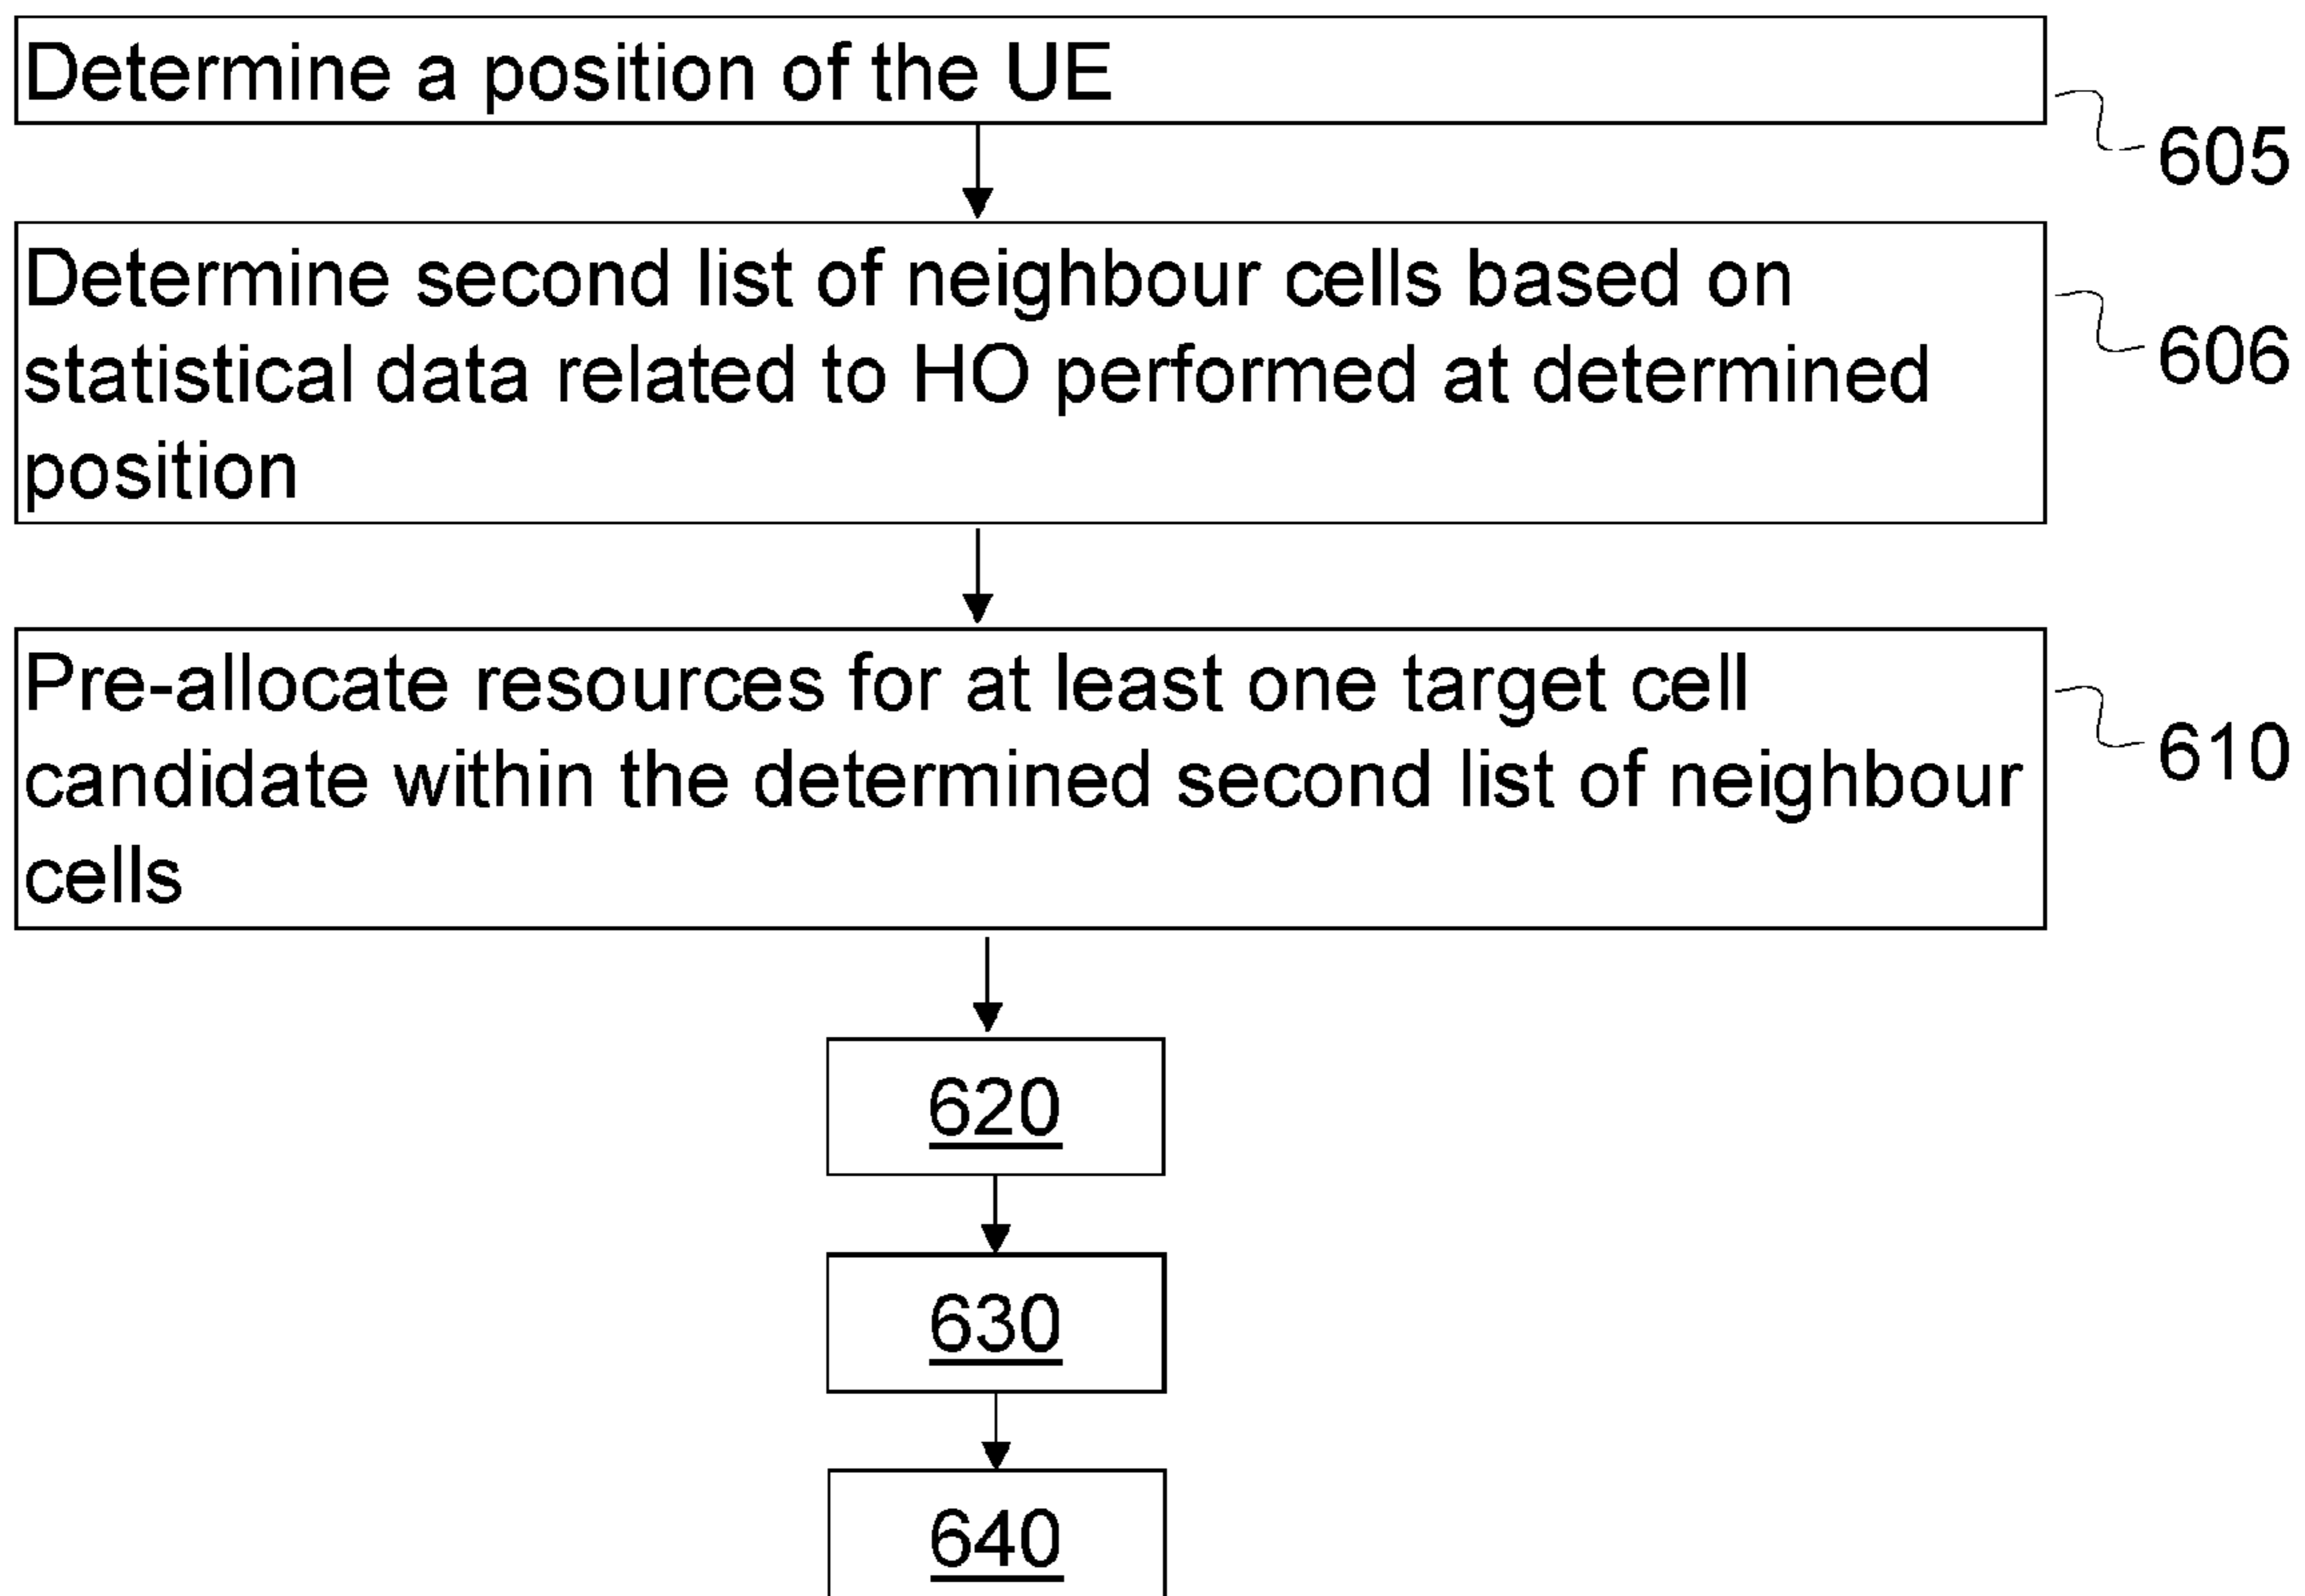 Determine a position of the UE
605
Determine second list of neighbour cells based on
statistical data related to HO performed at determined
position
606
Pre-allocate resources for at least one target cell
candidate within the determined second list of neighbour
cells
610
620
630
640